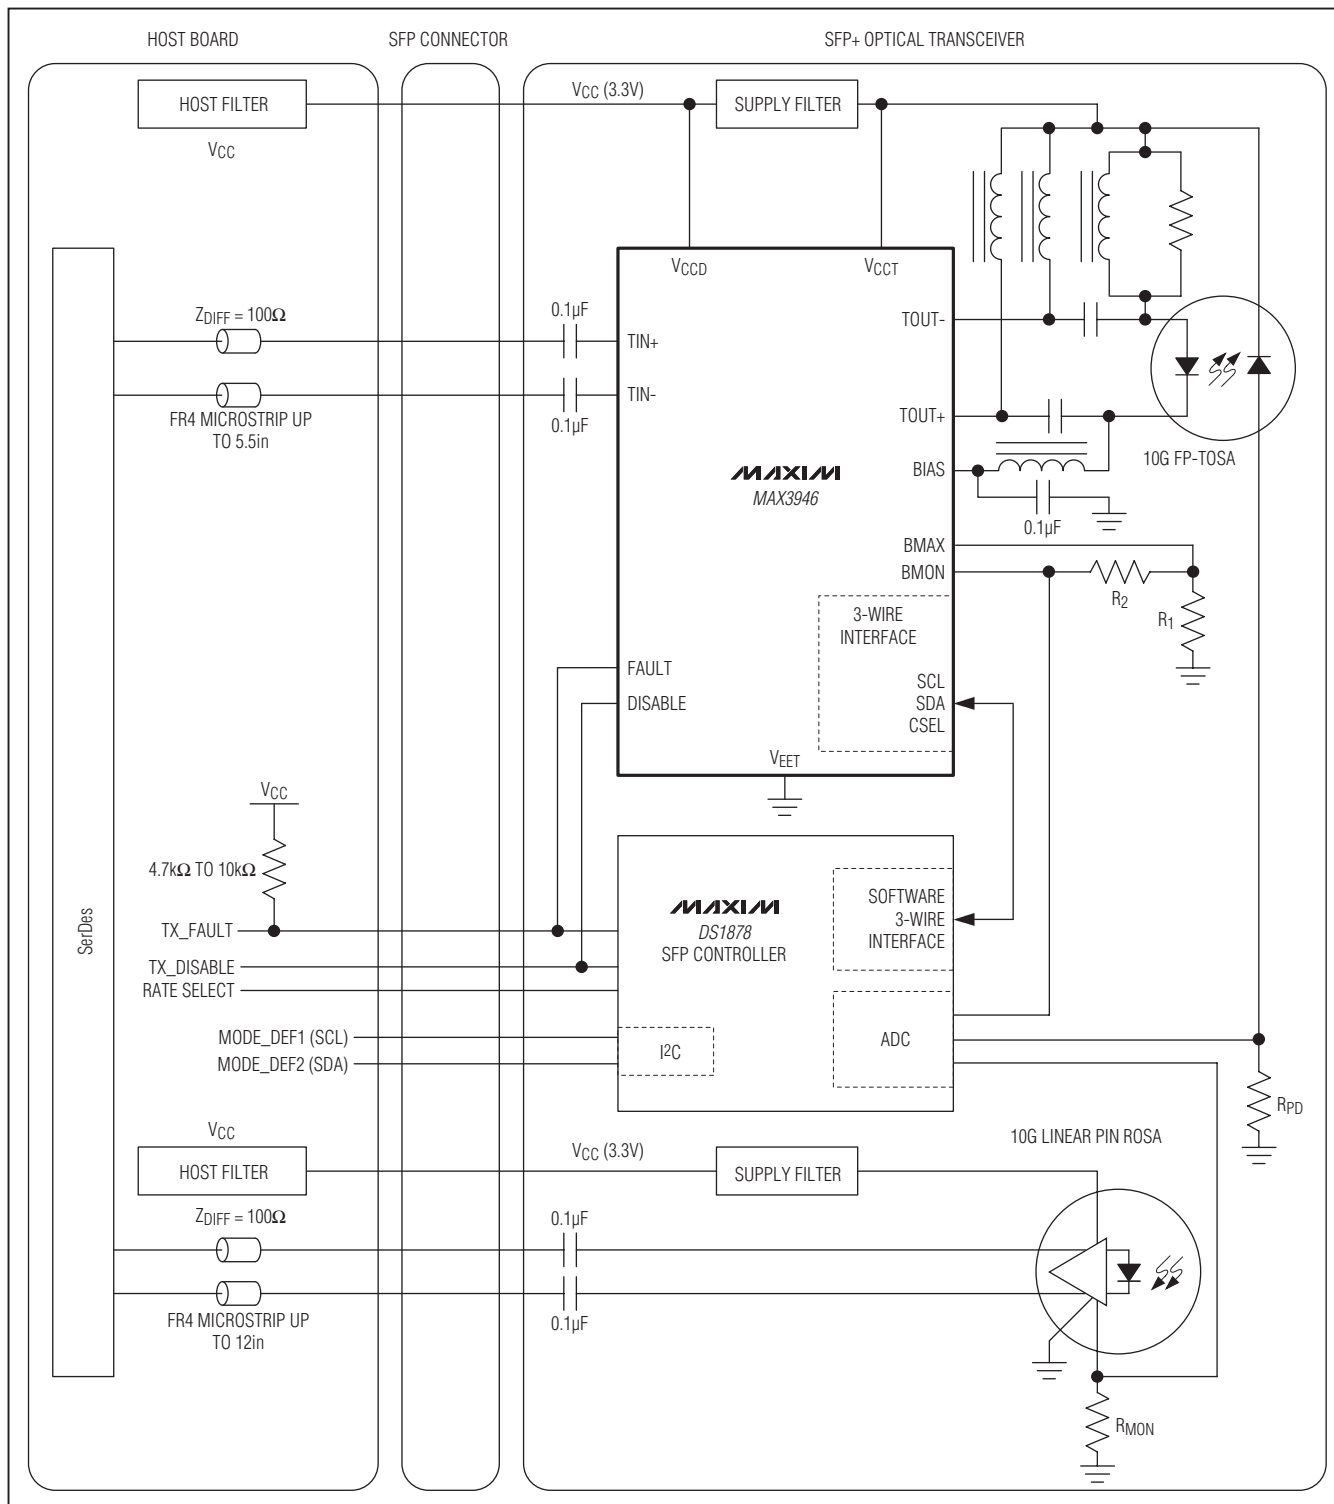 HOST BOARD
SFP CONNECTOR
SFP+ OPTICAL TRANSCEIVER
HOST FILTER
VCC
VCC (3.3V)
SUPPLY FILTER
VCCD
VCCT
ZDIFF = 100Ω
FR4 MICROSTRIP UP
TO 5.5in
0.1µF
0.1µF
TIN+
TIN-
TOUT-
TOUT+
BIAS
10G FP-TOSA
MAXIM
MAX3946
0.1µF
BMAX
BMON
R2
R1
3-WIRE
INTERFACE
SCL
SDA
CSEL
FAULT
DISABLE
VEET
VCC
4.7kΩ TO 10kΩ
SerDes
TX_FAULT
TX_DISABLE
RATE SELECT
MODE_DEF1 (SCL)
MODE_DEF2 (SDA)
MAXIM
DS1878
SFP CONTROLLER
SOFTWARE
3-WIRE
INTERFACE
I2C
ADC
RPD
VCC
HOST FILTER
VCC (3.3V)
SUPPLY FILTER
10G LINEAR PIN ROSA
ZDIFF = 100Ω
FR4 MICROSTRIP UP
TO 12in
0.1µF
0.1µF
RMON